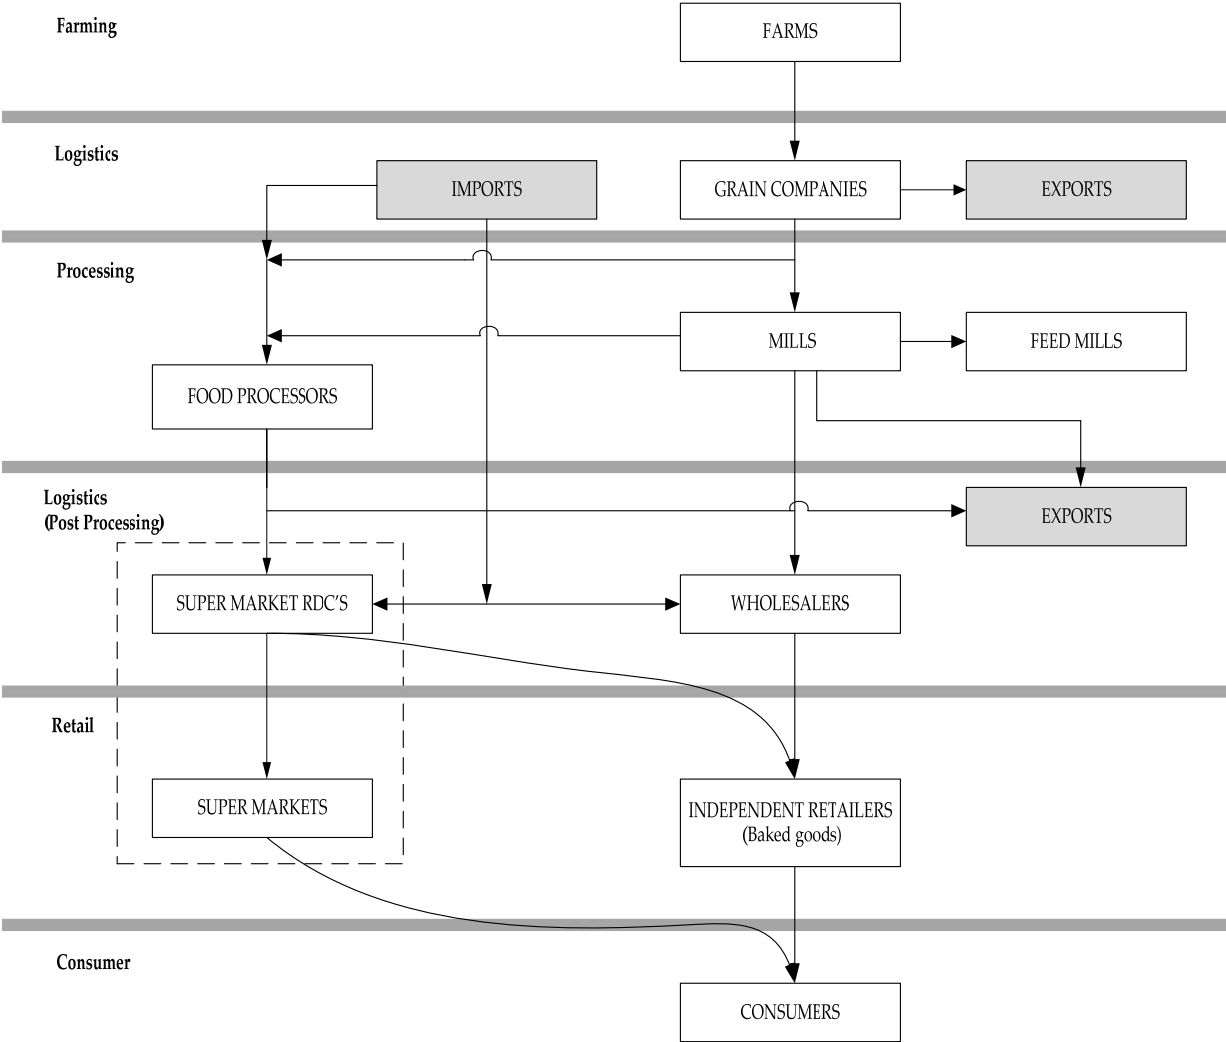 Farming
FARMS
Logistics
IMPORTS
GRAIN COMPANIES
EXPORTS
Processing
MILLS
FEED MILLS
FOOD PROCESSORS
Logistics
(Post Processing)
EXPORTS
SUPER MARKET RDC’S
WHOLESALERS
Retail
SUPER MARKETS
INDEPENDENT RETAILERS
(Baked goods)
Consumer
CONSUMERS